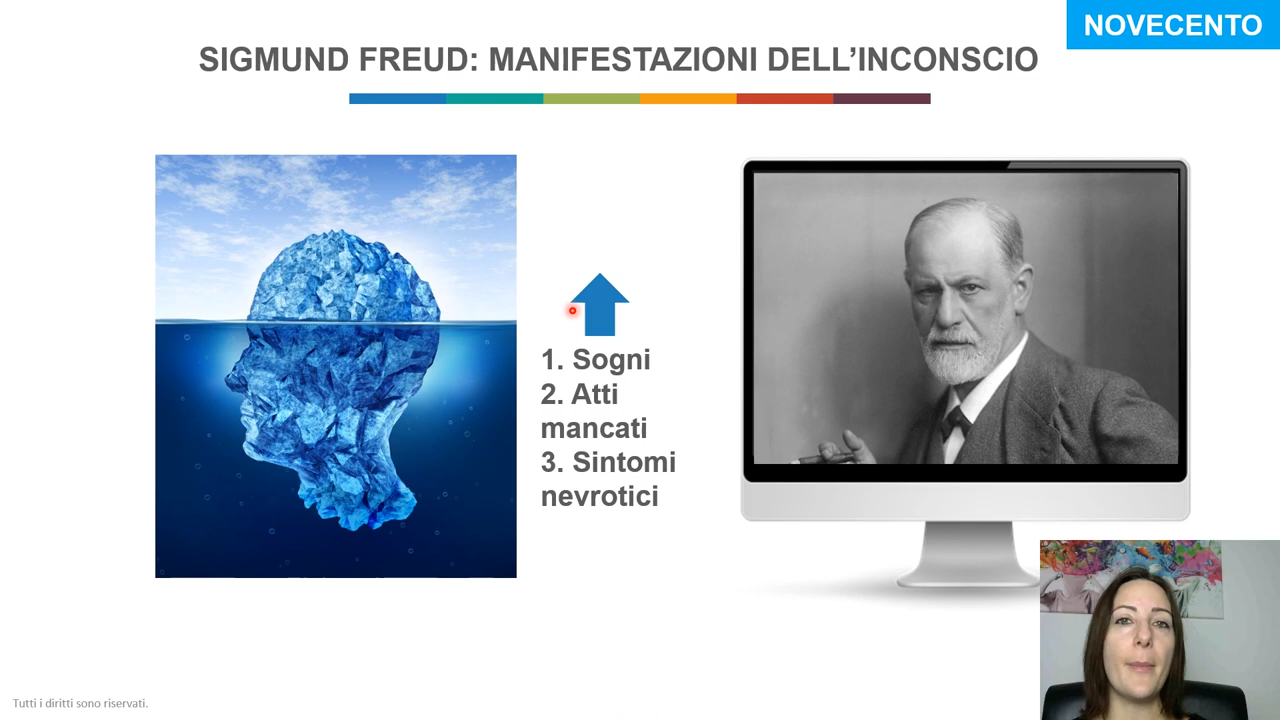 NOVECENTO
SIGMUND FREUD: MANIFESTAZIONI DELL’INCONSCIO
1. Sogni
2. Atti
mancati
3. Sintomi
nevrotici
Tutti i diritti sono riservati.